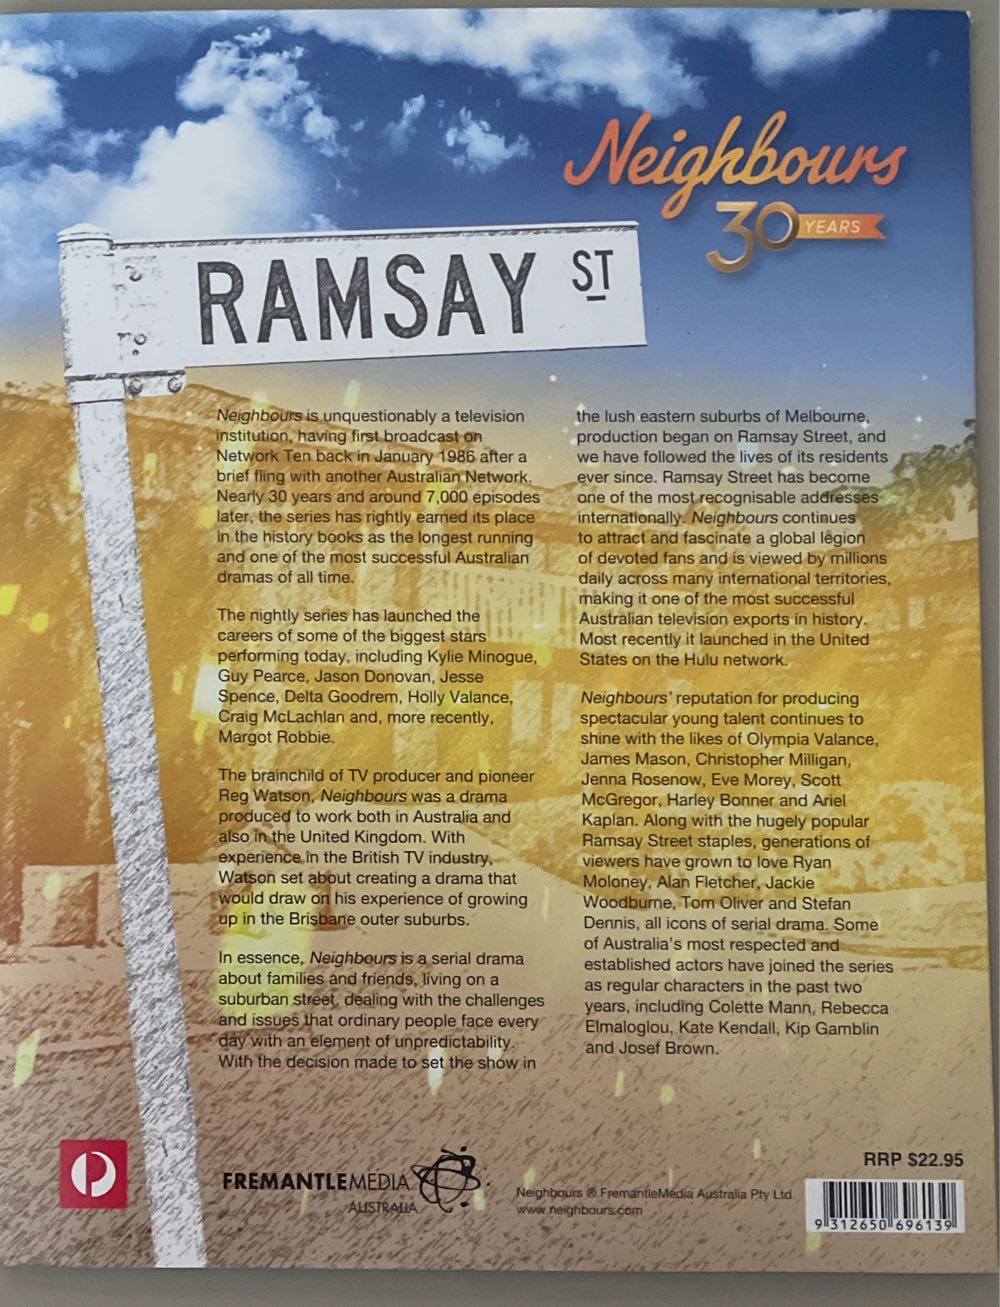 Neighbours
30 YEARS
RAMSAY ST
Neighbours is unquestionably a television
institution, having first broadcast on
Network Ten back in January 1986 after a
brief fling with another Australian Network.
Nearly 30 years and around 7,000 episodes
later, the series has rightly earned its place
in the history books as the longest running
and one of the most successful Australian
dramas of all time.
The nightly series has launched the
careers of some of the biggest stars
performing today, including Kylie Minogue,
Guy Pearce, Jason Donovan, Jesse
Spence, Delta Goodrem, Holly Valance,
Craig McLachlan and, more recently,
Margot Robbie.
The brainchild of TV producer and pioneer
Reg Watson, Neighbours was a drama
produced to work both in Australia and
also in the United Kingdom. With
experience in the British TV industry,
Watson set about creating a drama that
would draw on his experience of growing
up in the Brisbane outer suburbs.
In essence, Neighbours is a serial drama
about families and friends, living on a
suburban street, dealing with the challenges
and issues that ordinary people face every
day with an element of unpredictability.
With the decision made to set the show in
the lush eastern suburbs of Melbourne,
production began on Ramsay Street, and
we have followed the lives of its residents
ever since. Ramsay Street has become
one of the most recognisable addresses
internationally. Neighbours continues
to attract and fascinate a global legion
of devoted fans and is viewed by millions
daily across many international territories,
making it one of the most successful
Australian television exports in history.
Most recently it launched in the United
States on the Hulu network.
Neighbours' reputation for producing
spectacular young talent continues to
shine with the likes of Olympia Valance,
James Mason, Christopher Milligan,
Jenna Rosenow, Eve Morey, Scott
McGregor, Harley Bonner and Ariel
Kaplan. Along with the hugely popular
Ramsay Street staples, generations of
viewers have grown to love Ryan
Moloney, Alan Fletcher, Jackie
Woodburne, Tom Oliver and Stefan
Dennis, all icons of serial drama. Some
of Australia's most respected and
established actors have joined the series
as regular characters in the past two
years, including Colette Mann, Rebecca
Elmaloglou, Kate Kendall, Kip Gamblin
and Josef Brown.
FREMANTLEMEDIA
AUSTRALIA
Neighbours ® FremantleMedia Australia Pty Ltd
www.neighbours.com
RRP $22.95
9 312650 696139